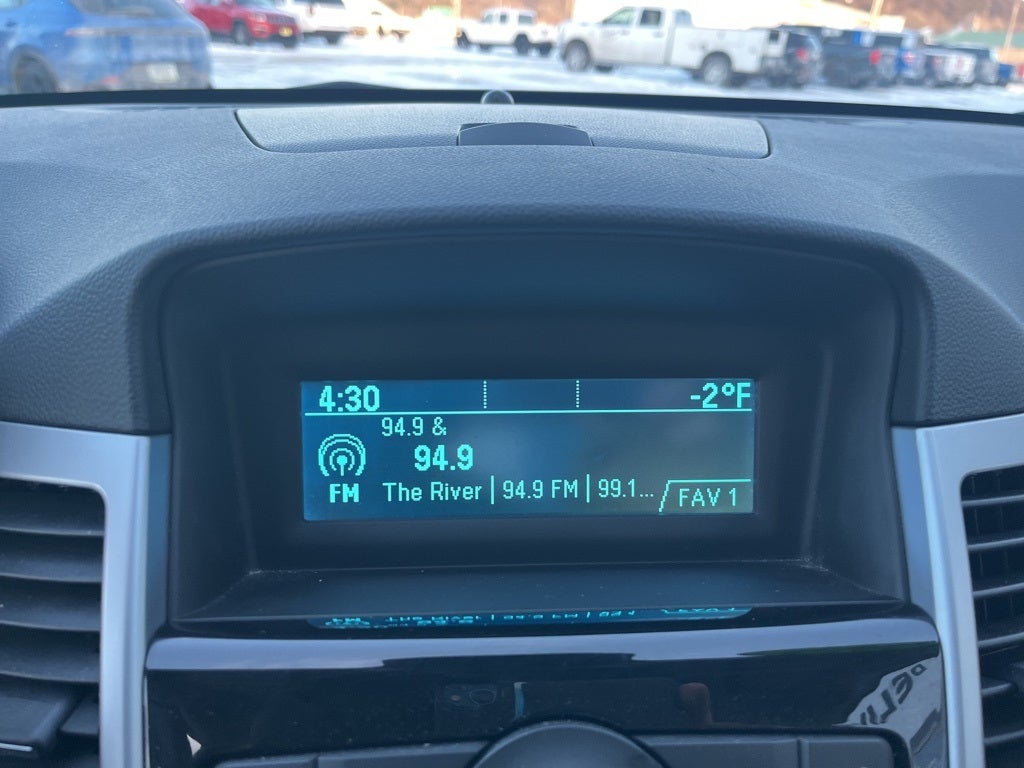 4:30 -2°F
94.9 &
94.9
FM The River | 94.9 FM | 99.1... FAV 1